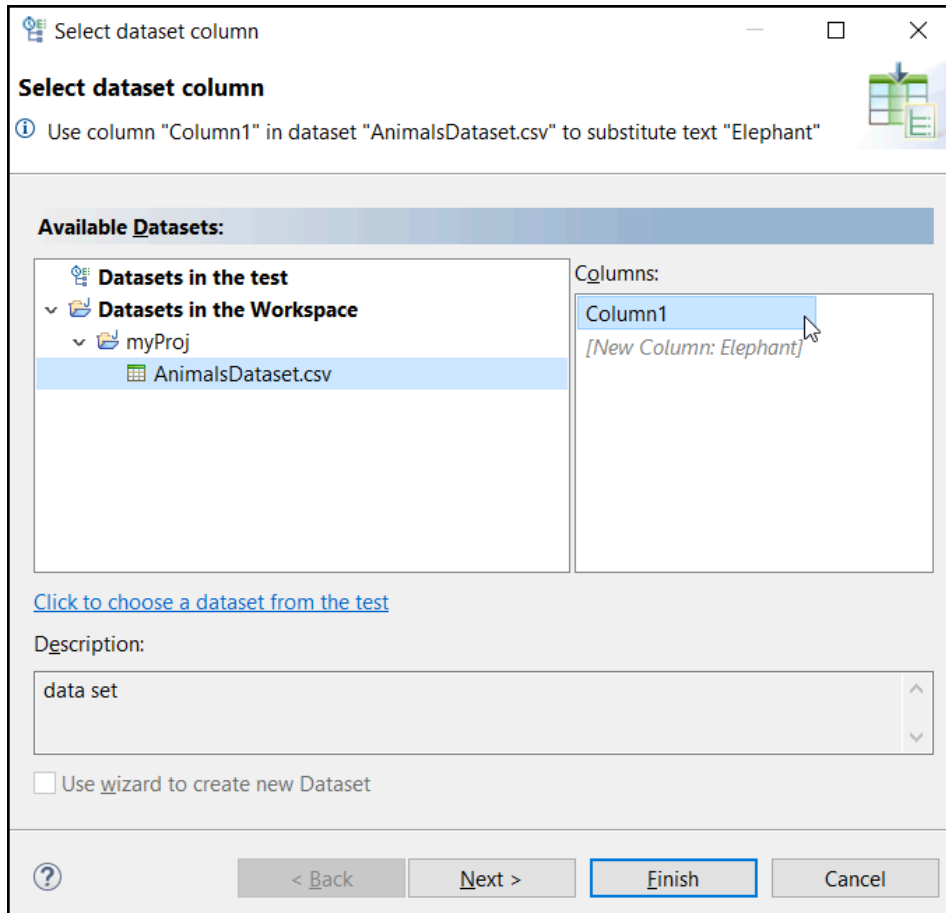 Select dataset column
Select dataset column
Use column "Column1" in dataset "AnimalsDataset.csv" to substitute text "Elephant"
Available Datasets:
Datasets in the test
Datasets in the Workspace
myProj
AnimalsDataset.csv
Columns:
Column1
[New Column: Elephant]
Click to choose a dataset from the test
Description:
data set
Use wizard to create new Dataset
< Back
Next >
Finish
Cancel